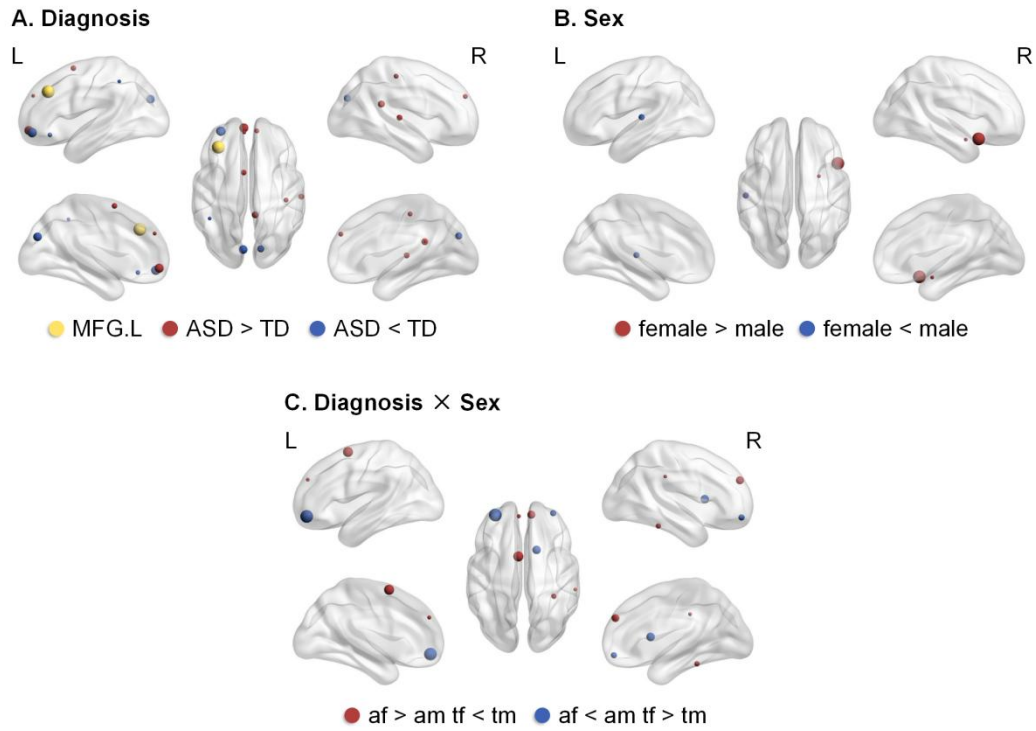 A. Diagnosis
B. Sex
L R L R
MFG.L ASD > TD ASD < TD
female > male female < male
C. Diagnosis × Sex
L R
af > am tf < tm af < am tf > tm